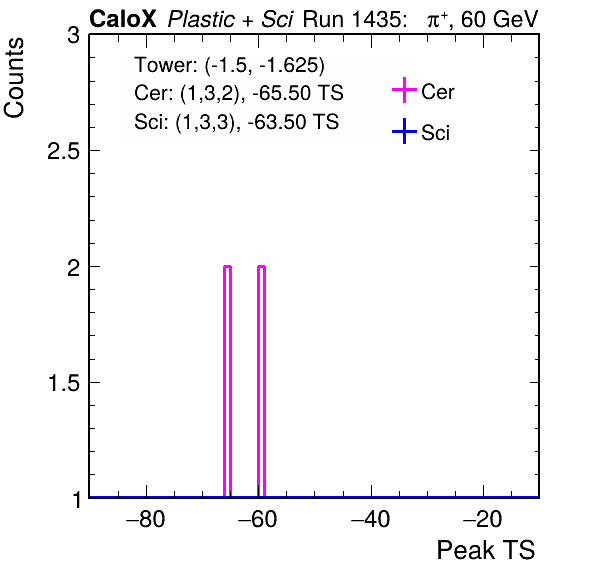 CaloX Plastic + Sci Run 1435: π⁺, 60 GeV
Counts
Tower: (-1.5, -1.625)
Cer: (1,3,2), -65.50 TS
Sci: (1,3,3), -63.50 TS
Cer
Sci
3
2.5
2
1.5
1
−80 −60 −40 −20
Peak TS